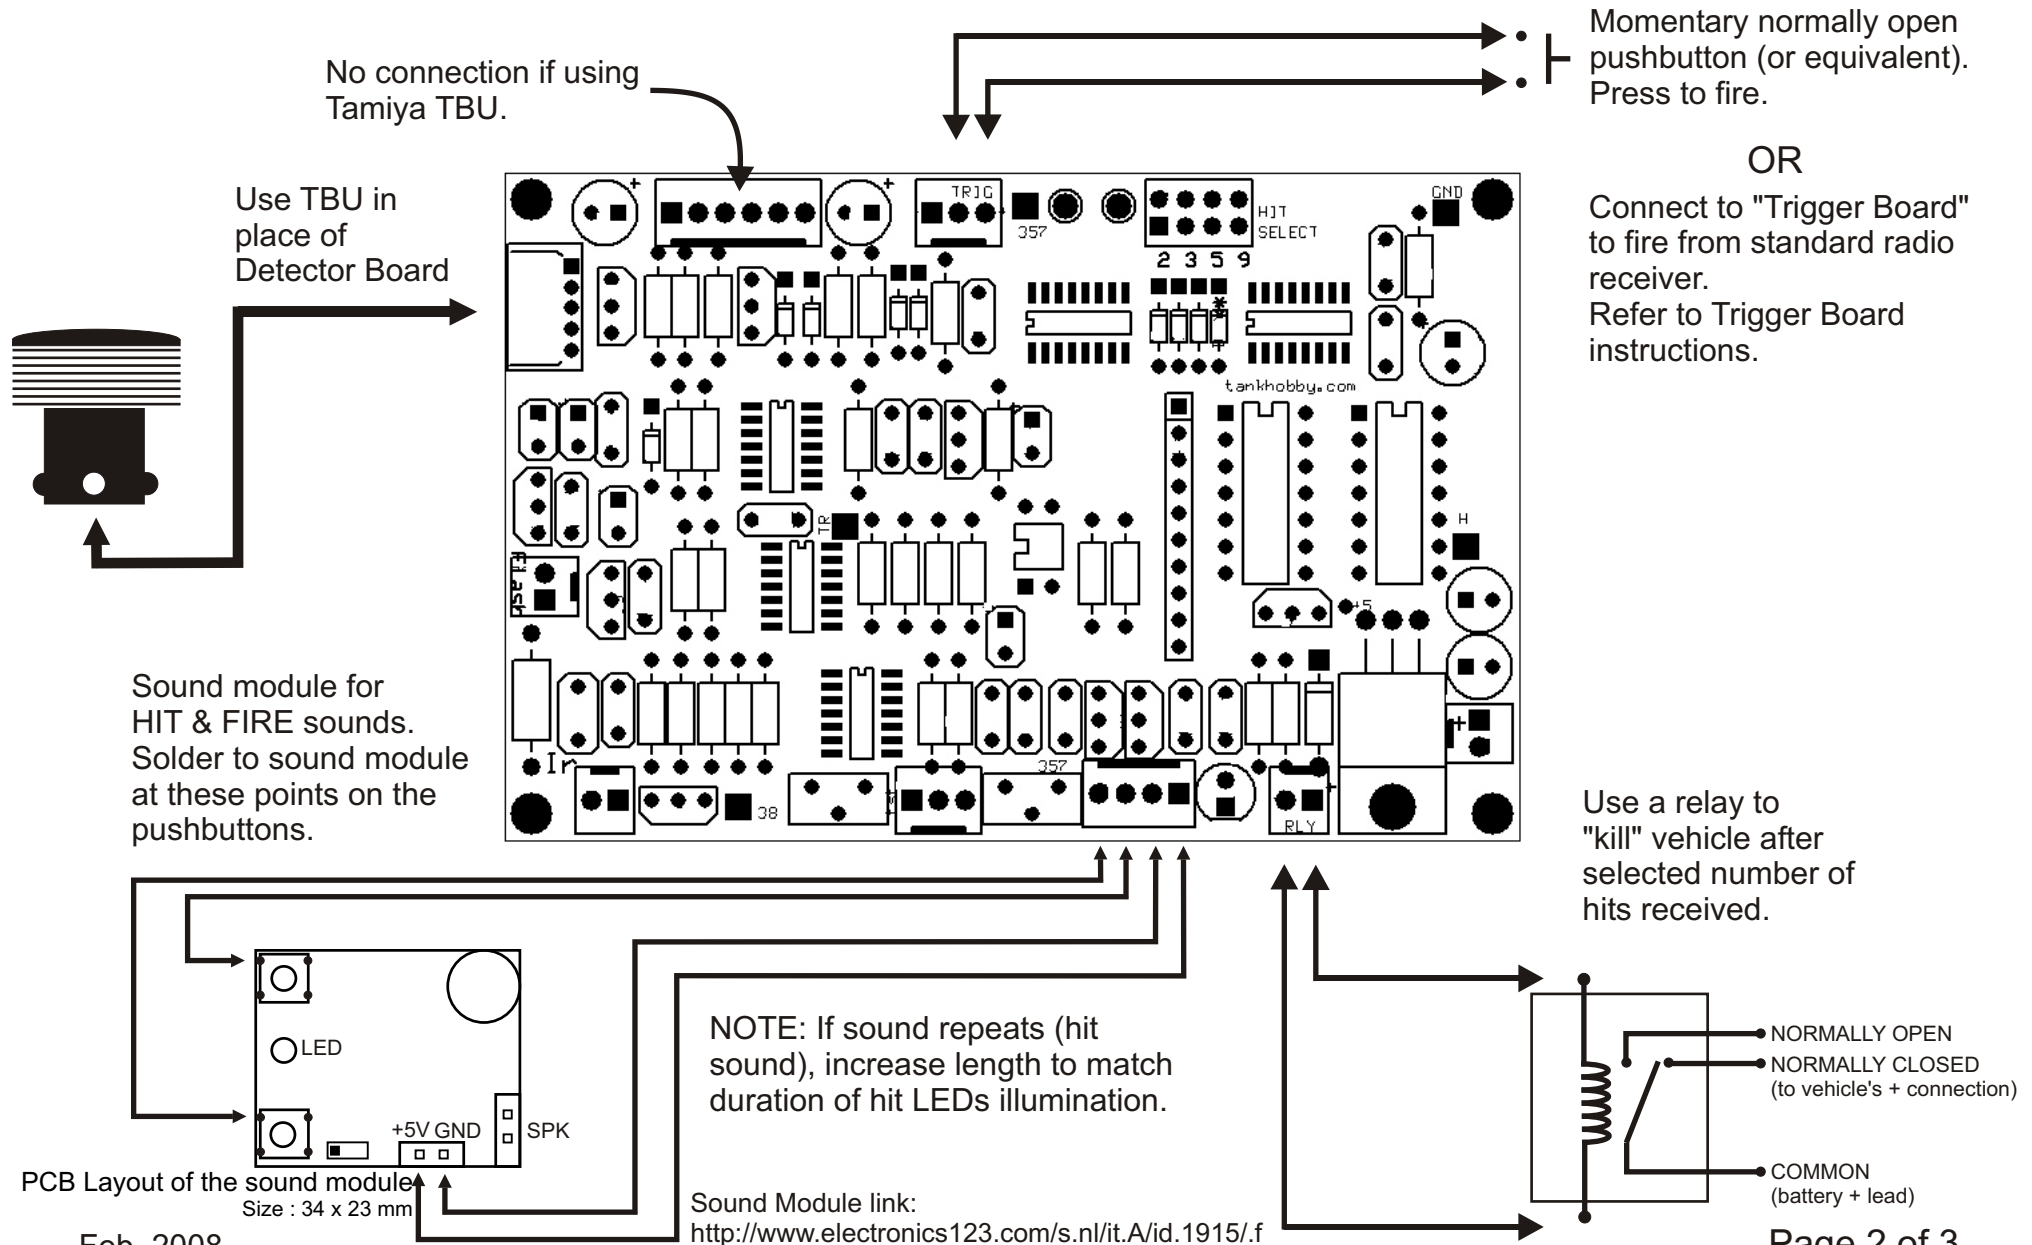 Momentary normally open
pushbutton (or equivalent).
Press to fire.
No connection if using
Tamiya TBU.
OR
Use TBU in
place of
Detector Board
Connect to "Trigger Board"
to fire from standard radio
receiver.
Refer to Trigger Board
instructions.
+
+
TRIG
357
HIT
SELECT
2 3 5 9
GND
tankhobby.com
TR
H
Flash
+5
Sound module for
HIT & FIRE sounds.
Solder to sound module
at these points on the
pushbuttons.
Ir
38
357
+
RLY
+
Use a relay to
"kill" vehicle after
selected number of
hits received.
LED
+5V GND
SPK
PCB Layout of the sound module
Size : 34 x 23 mm
NOTE: If sound repeats (hit
sound), increase length to match
duration of hit LEDs illumination.
Sound Module link:
http://www.electronics123.com/s.nl/it.A/id.1915/.f
NORMALLY OPEN
NORMALLY CLOSED
(to vehicle's + connection)
COMMON
(battery + lead)
Feb. 2008
Page 2 of 3